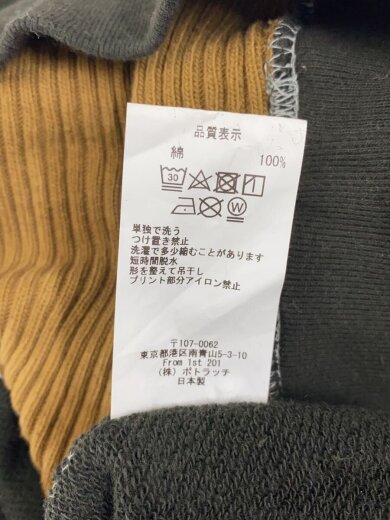 品質表示
綿 100%
30
W
単独で洗う
つけ置き禁止
洗濯で多少縮むことがあります
短時間脱水
形を整えて吊干し
プリント部分アイロン禁止
〒107-0062
東京都港区南青山5-3-10
From 1st 201
(株) ポトラッチ
日本製